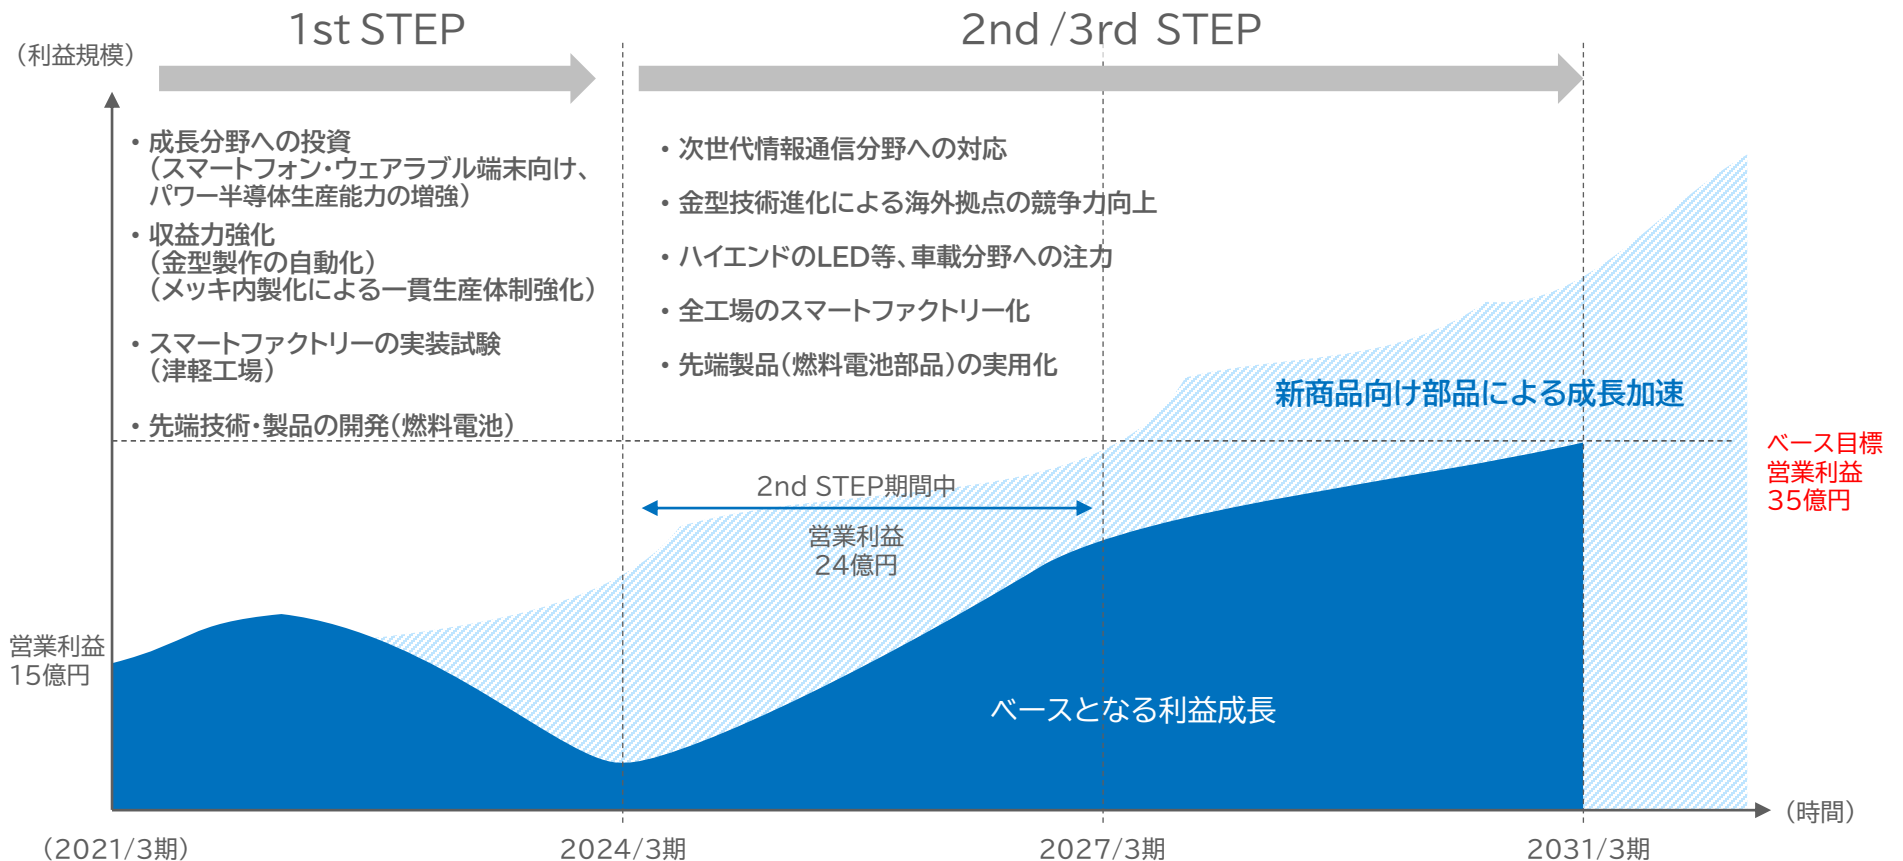 1st STEP
2nd /3rd STEP
（利益規模）
・成長分野への投資
（スマートフォン・ウェアラブル端末向け、
パワー半導体生産能力の増強）
・収益力強化
（金型製作の自動化）
（メッキ内製化による一貫生産体制強化）
・スマートファクトリーの実装試験
（津軽工場）
・先端技術・製品の開発（燃料電池）
・次世代情報通信分野への対応
・金型技術進化による海外拠点の競争力向上
・ハイエンドのLED等、車載分野への注力
・全工場のスマートファクトリー化
・先端製品（燃料電池部品）の実用化
新商品向け部品による成長加速
ベース目標
営業利益
35億円
2nd STEP期間中
営業利益
24億円
営業利益
15億円
ベースとなる利益成長
（時間）
（2021/3期）
2024/3期
2027/3期
2031/3期